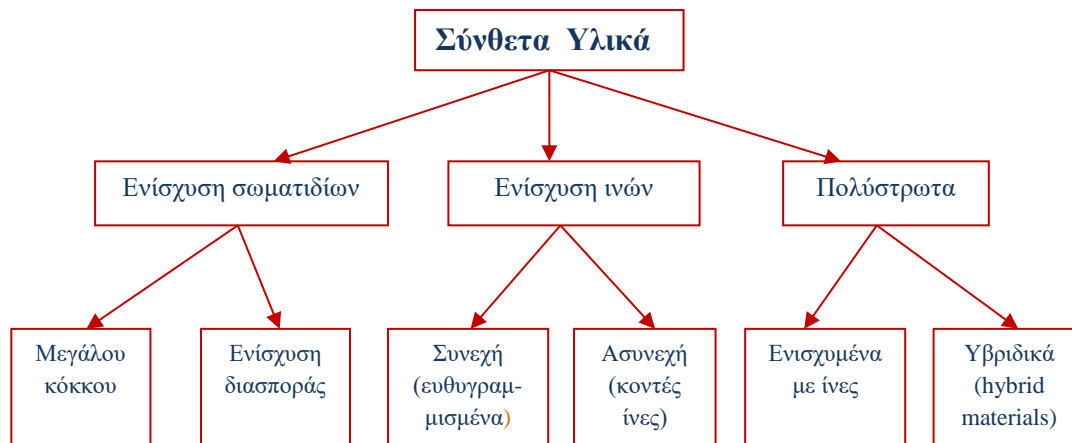 Σύνθετα Υλικά
Ενίσχυση σωματιδίων
Ενίσχυση ινών
Πολύστρωτα
Μεγάλου
κόκκου
Ενίσχυση
διασποράς
Συνεχή
(ευθυγραμ-
μισμένα)
Ασυνεχή
(κοντές
ίνες)
Ενισχυμένα
με ίνες
Υβριδικά
(hybrid
materials)